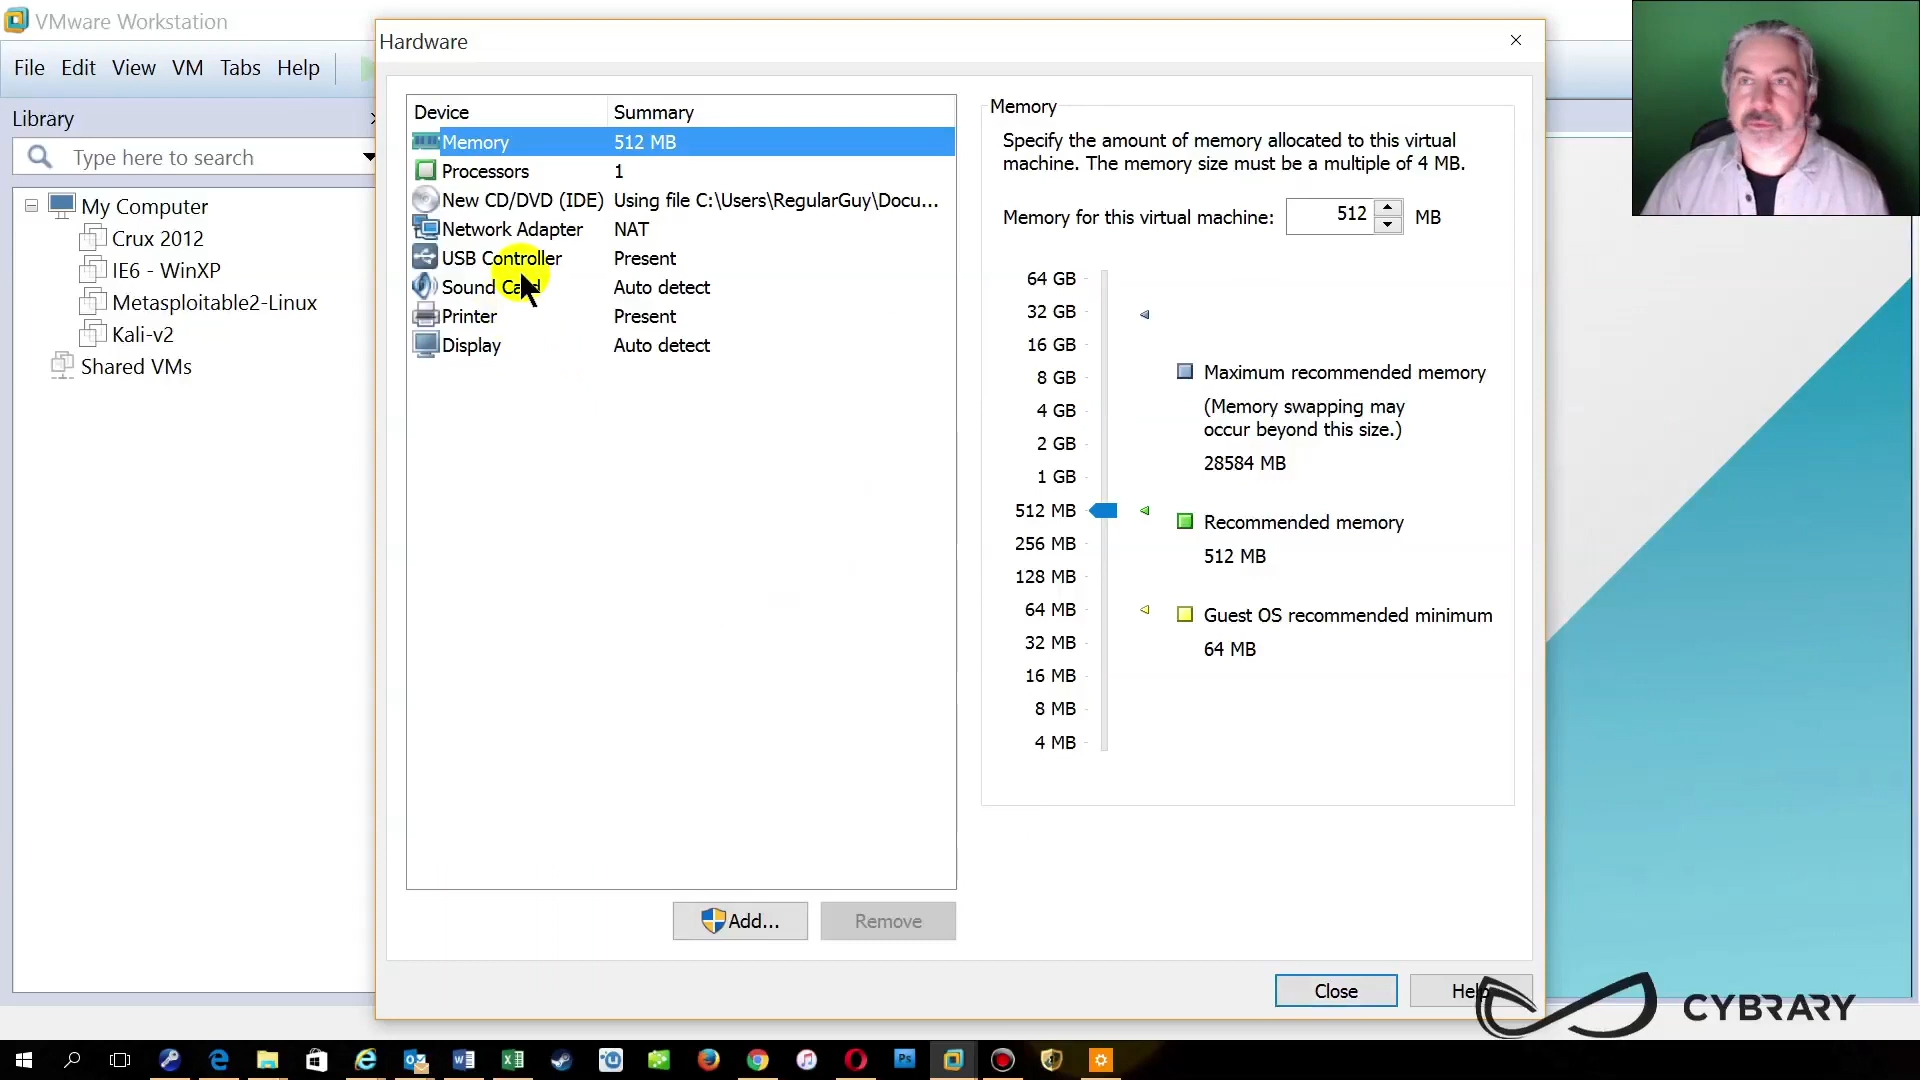 VMware Workstation
File Edit View VM Tabs Help
Library
Type here to search
My Computer
Crux 2012
IE6 - WinXP
Metasploitable2-Linux
Kali-v2
Shared VMs
Hardware
Device Summary
Memory 512 MB
Processors 1
New CD/DVD (IDE) Using file C:\Users\RegularGuy\Docu...
Network Adapter NAT
USB Controller Present
Sound Card Auto detect
Printer Present
Display Auto detect
Add... Remove
Memory
Specify the amount of memory allocated to this virtual
machine. The memory size must be a multiple of 4 MB.
Memory for this virtual machine: 512 MB
64 GB
32 GB
16 GB
8 GB
4 GB
2 GB
1 GB
512 MB
256 MB
128 MB
64 MB
32 MB
16 MB
8 MB
4 MB
Maximum recommended memory
(Memory swapping may
occur beyond this size.)
28584 MB
Recommended memory
512 MB
Guest OS recommended minimum
64 MB
Close Help
CYBRARY
Ps